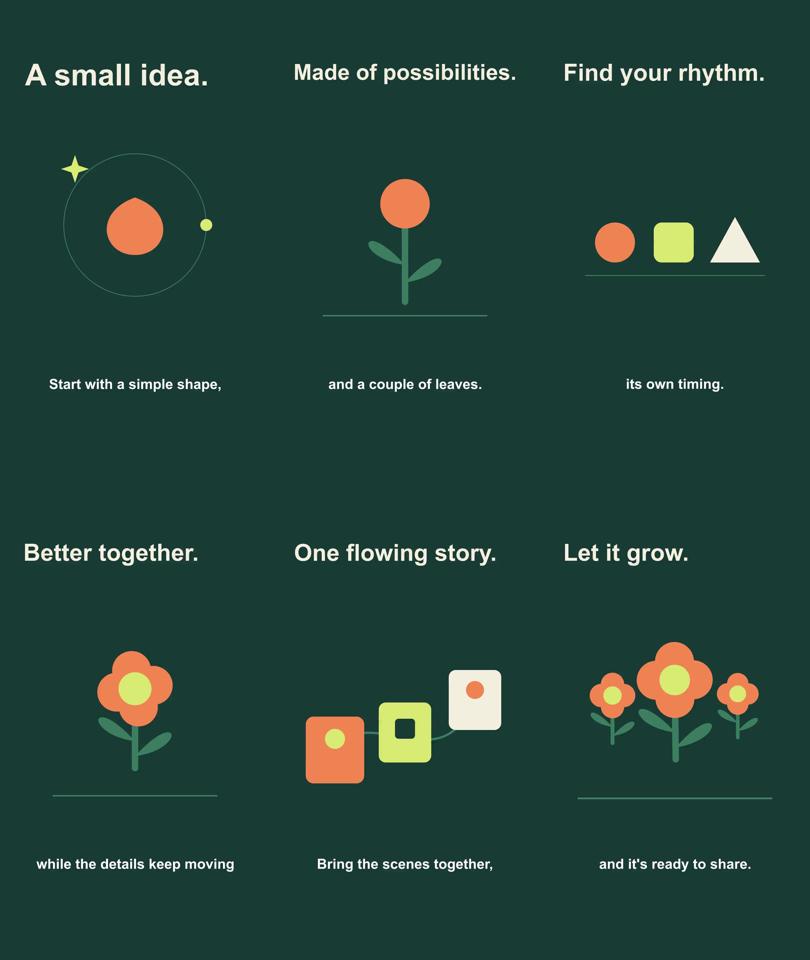 A small idea.
Made of possibilities.
Find your rhythm.
Start with a simple shape,
and a couple of leaves.
its own timing.
Better together.
One flowing story.
Let it grow.
while the details keep moving
Bring the scenes together,
and it's ready to share.